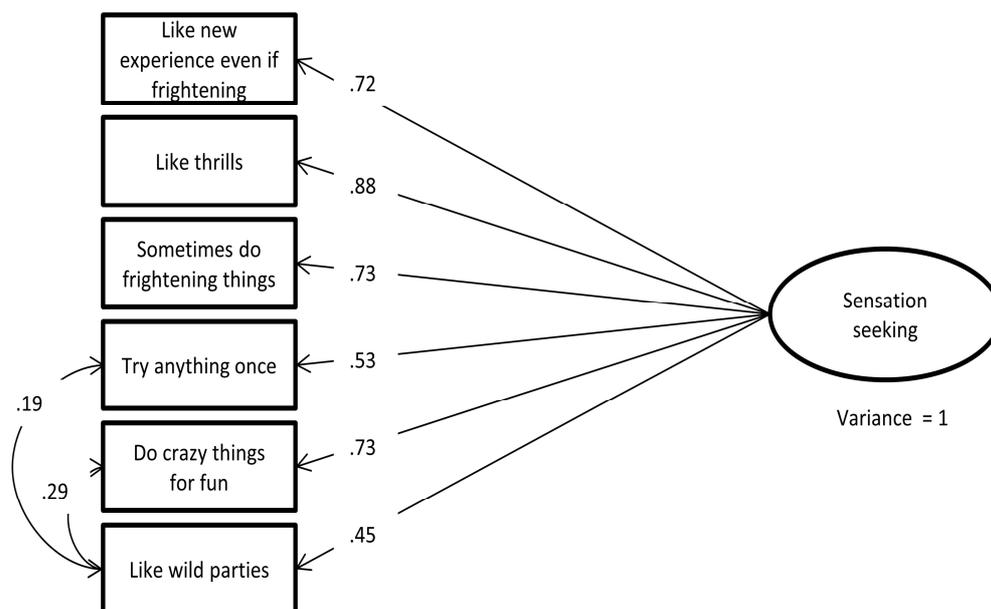 Like new
experience even if
frightening
.72
Like thrills
.88
Sometimes do
frightening things
.73
Sensation
seeking
Try anything once
.53
.19
Variance = 1
Do crazy things
for fun
.73
.29
Like wild parties
.45